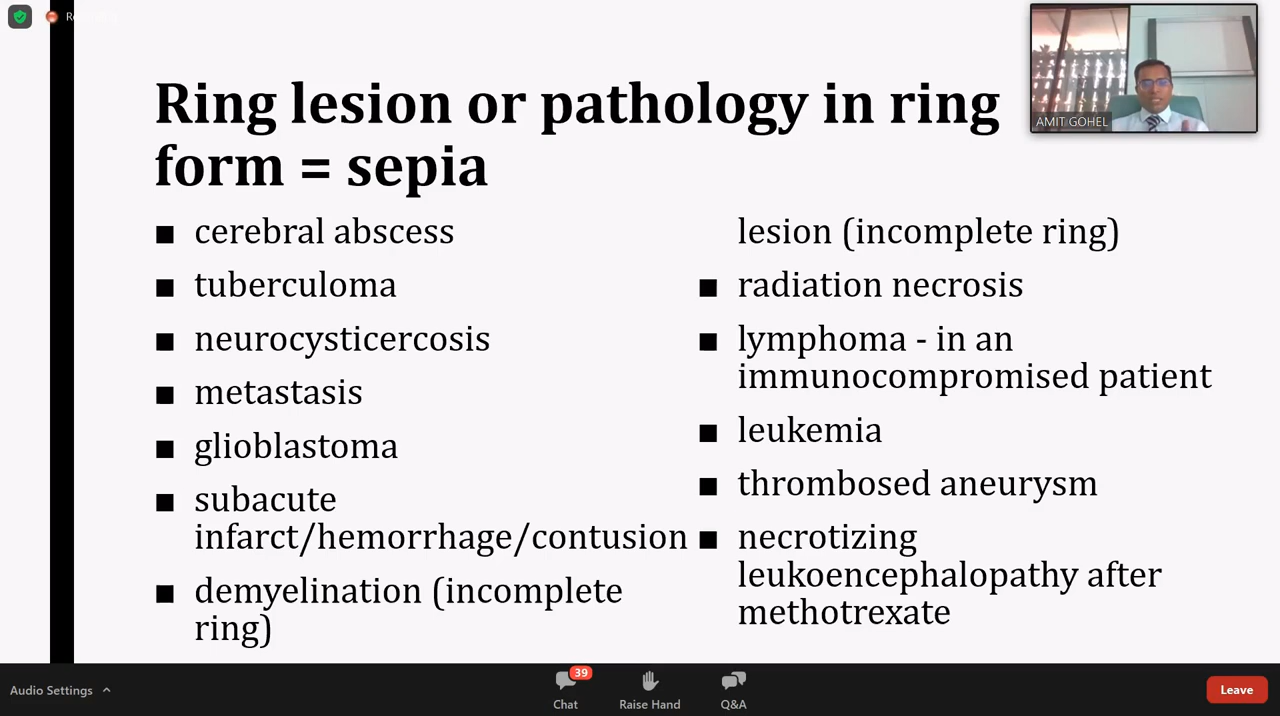 Ring lesion or pathology in ring
form = sepia
■ cerebral abscess
■ tuberculoma
■ neurocysticercosis
■ metastasis
■ glioblastoma
■ subacute
infarct/hemorrhage/contusion
■ demyelination (incomplete
ring)
lesion (incomplete ring)
■ radiation necrosis
■ lymphoma - in an
immunocompromised patient
■ leukemia
■ thrombosed aneurysm
■ necrotizing
leukoencephalopathy after
methotrexate
AMIT GOHEL
Audio Settings
39
Chat
Raise Hand
Q&A
Leave